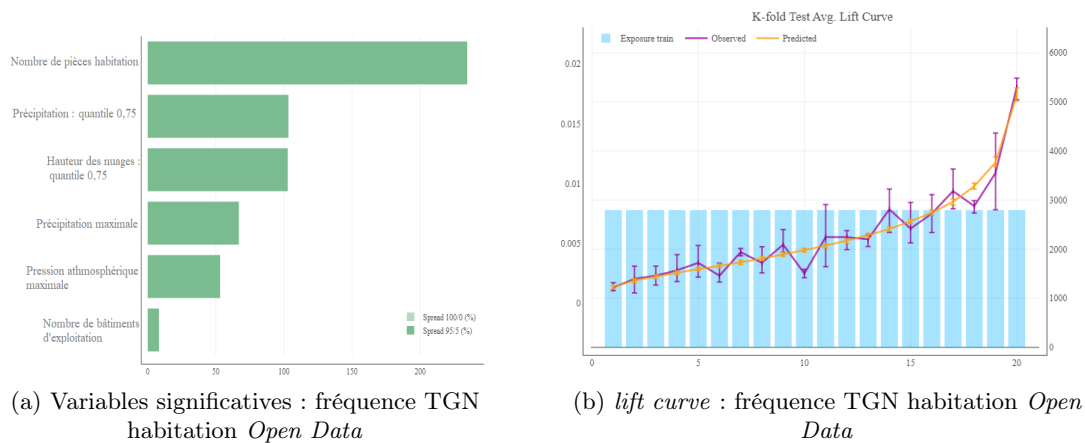 Nombre de pièces habitation
Précipitation : quantile 0,75
Hauteur des nuages :
quantile 0,75
Précipitation maximale
Pression athmosphérique
maximale
Nombre de bâtiments
d'exploitation
Spread 100/0 (%)
Spread 95/5 (%)
0
50
100
150
200
(a) Variables significatives : fréquence TGN
habitation Open Data
K-fold Test Avg. Lift Curve
Exposure train
Observed
Predicted
0.02
0.015
0.01
0.005
0
6000
5000
4000
3000
2000
1000
0
0
5
10
15
20
(b) lift curve : fréquence TGN habitation Open
Data